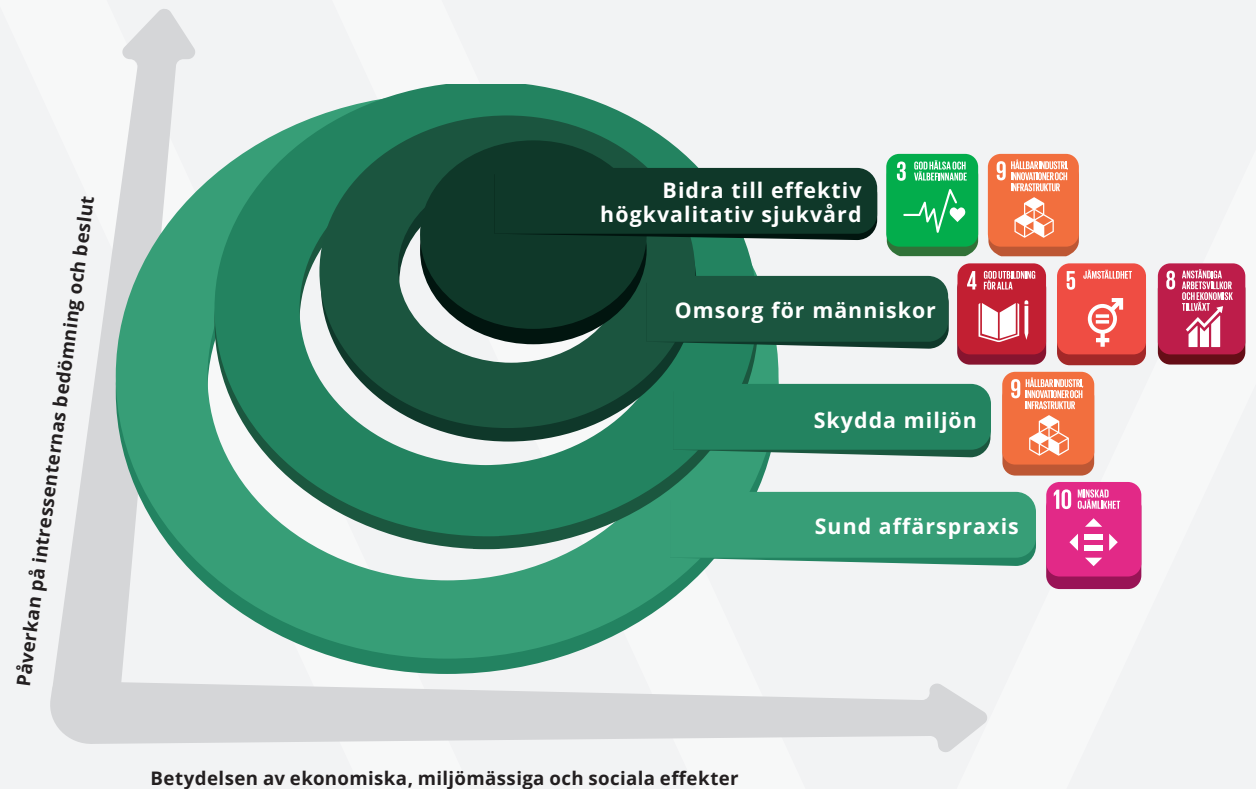 Påverkan på intressenternas bedömning och beslut
Bidra till effektiv
högkvalitativ sjukvård
3 GOD HÄLSA OCH
VÄLBEFINNANDE
9 HÅLLBAR INDUSTRI,
INNOVATIONER OCH
INFRASTRUKTUR
Omsorg för människor
4 GOD UTBILDNING
FÖR ALLA
5 JÄMSTÄLLDHET
8 ANSTÄNDIGA
ARBETSVILLKOR
OCH EKONOMISK
TILLVÄXT
Skydda miljön
9 HÅLLBAR INDUSTRI,
INNOVATIONER OCH
INFRASTRUKTUR
Sund affärspraxis
10 MINSKAD
OJÄMLIKHET
Betydelsen av ekonomiska, miljömässiga och sociala effekter